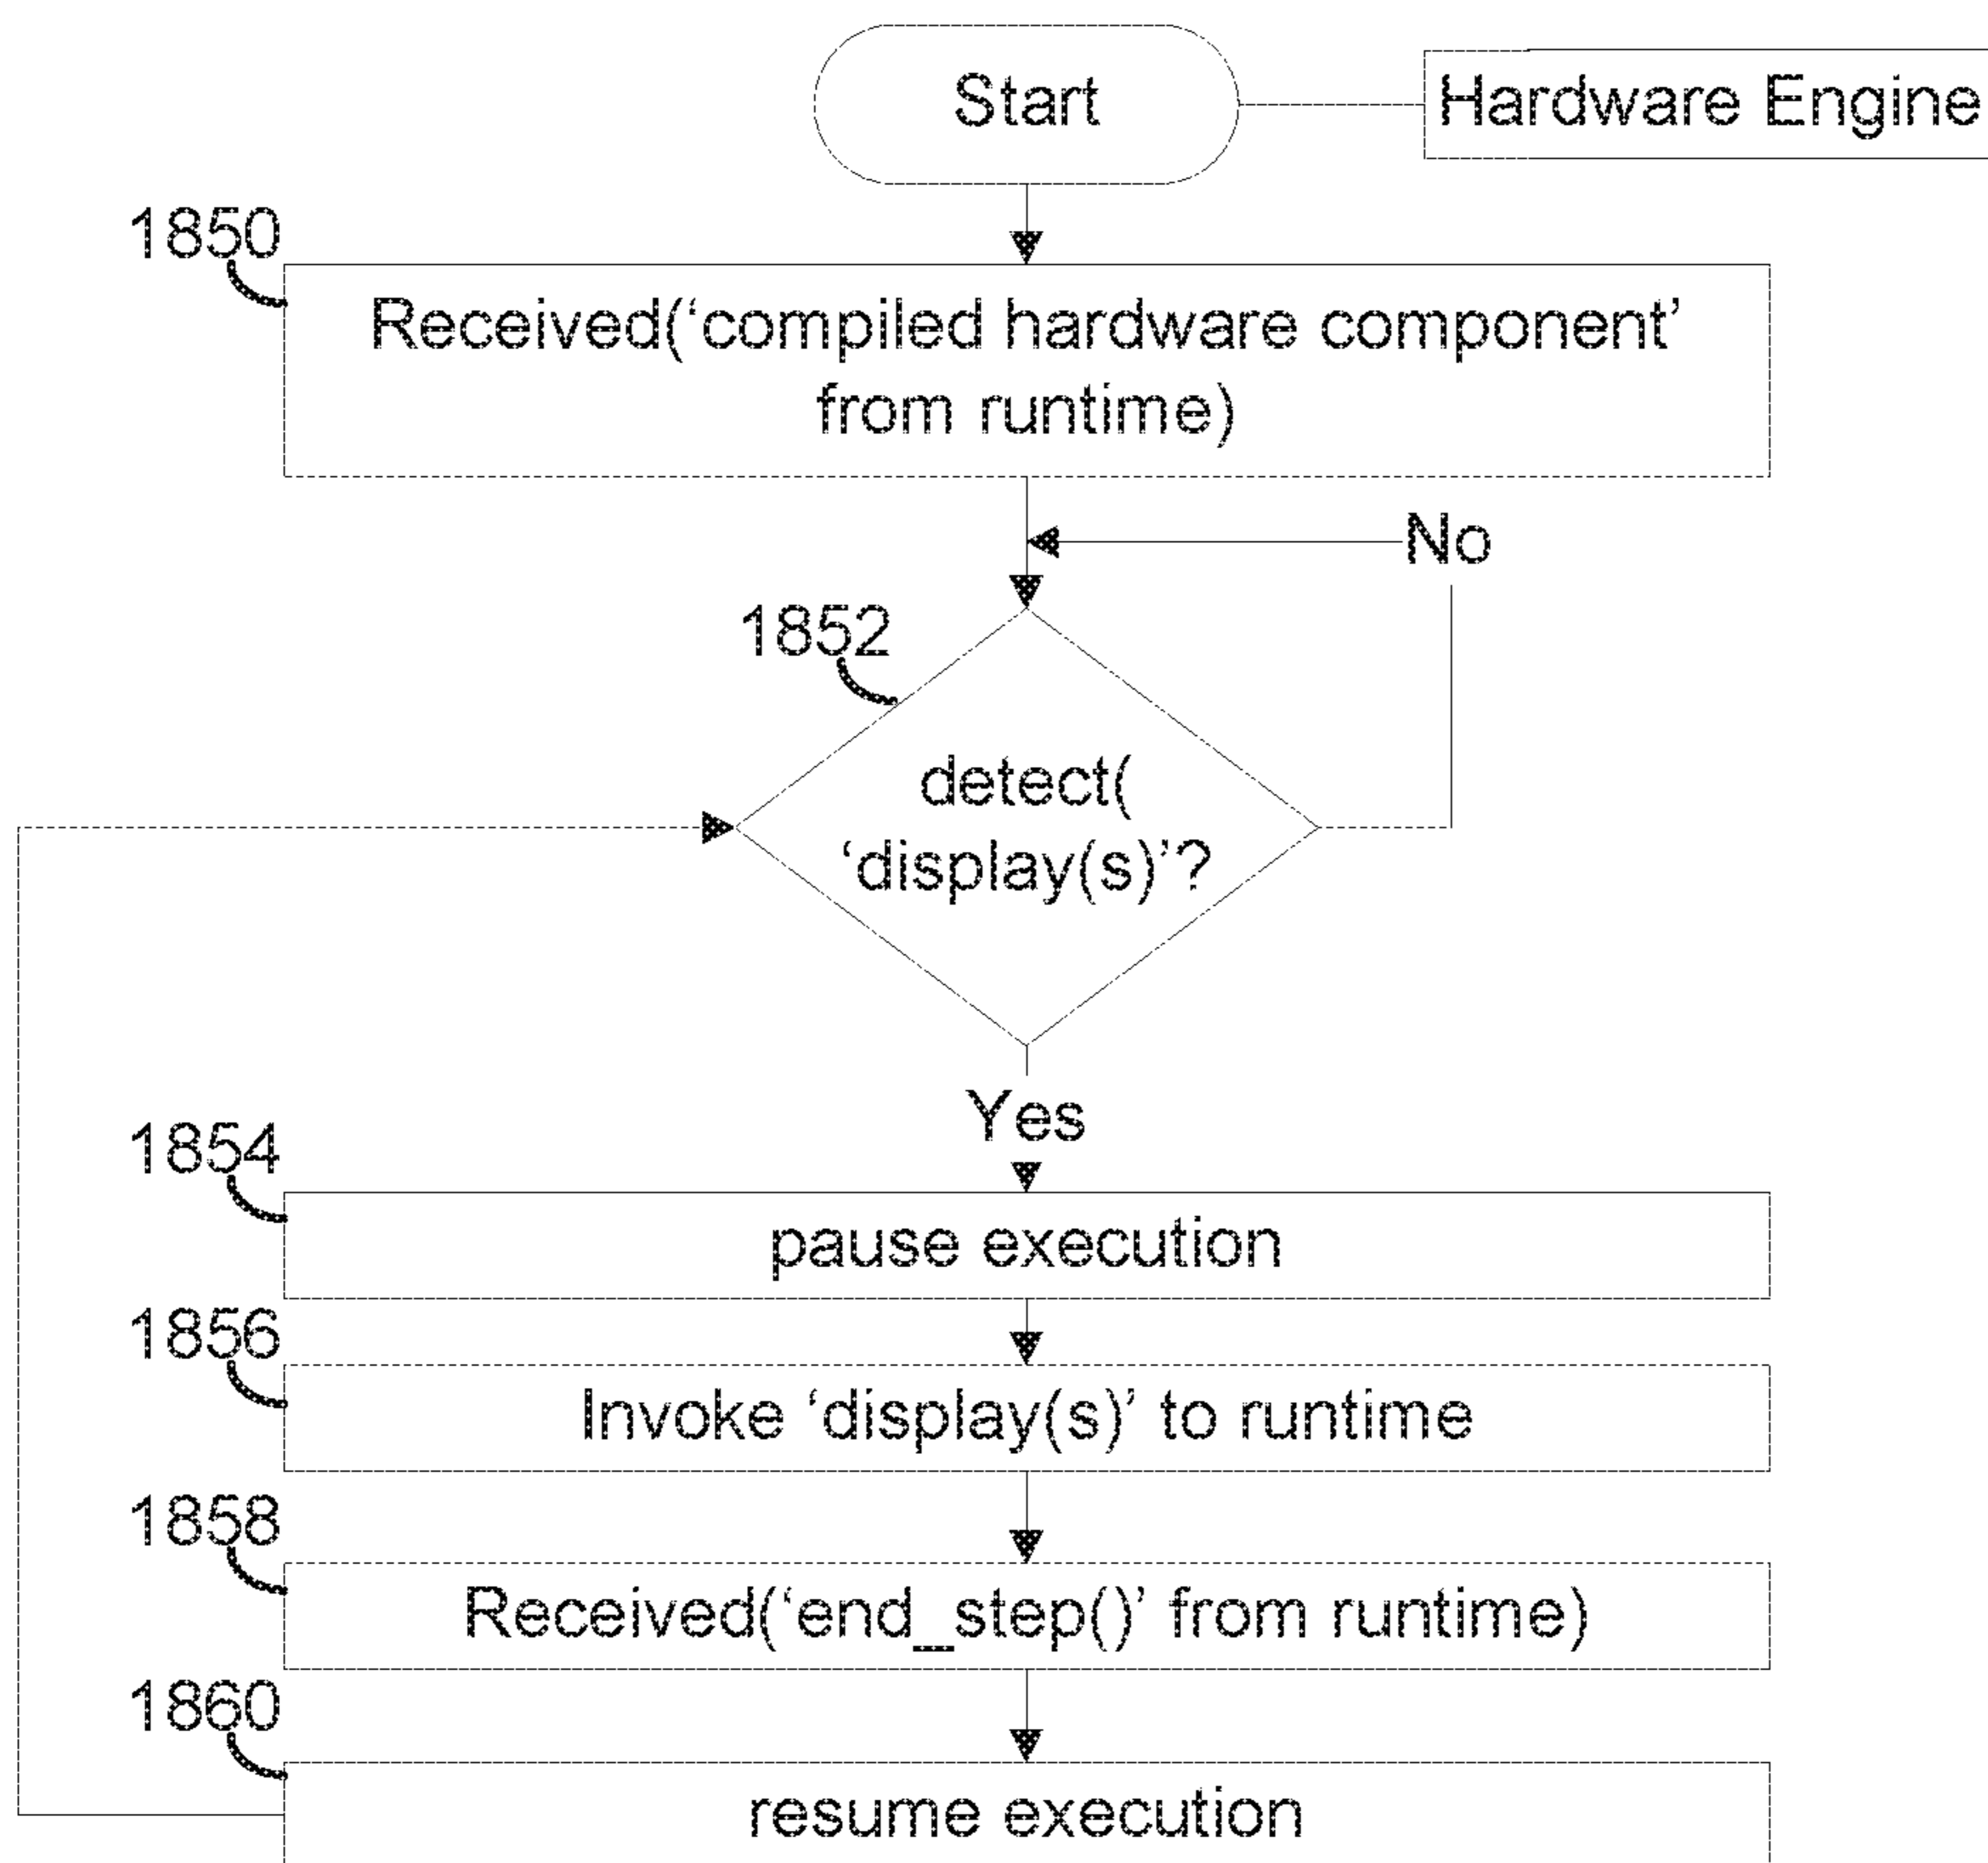 Start
Hardware Engine
1850
Received(‘compiled hardware component’
from runtime)
No
1852
detect(
‘display(s)’?
Yes
1854
pause execution
1856
Invoke ‘display(s)’ to runtime
1858
Received(‘end_step()’ from runtime)
1860
resume execution